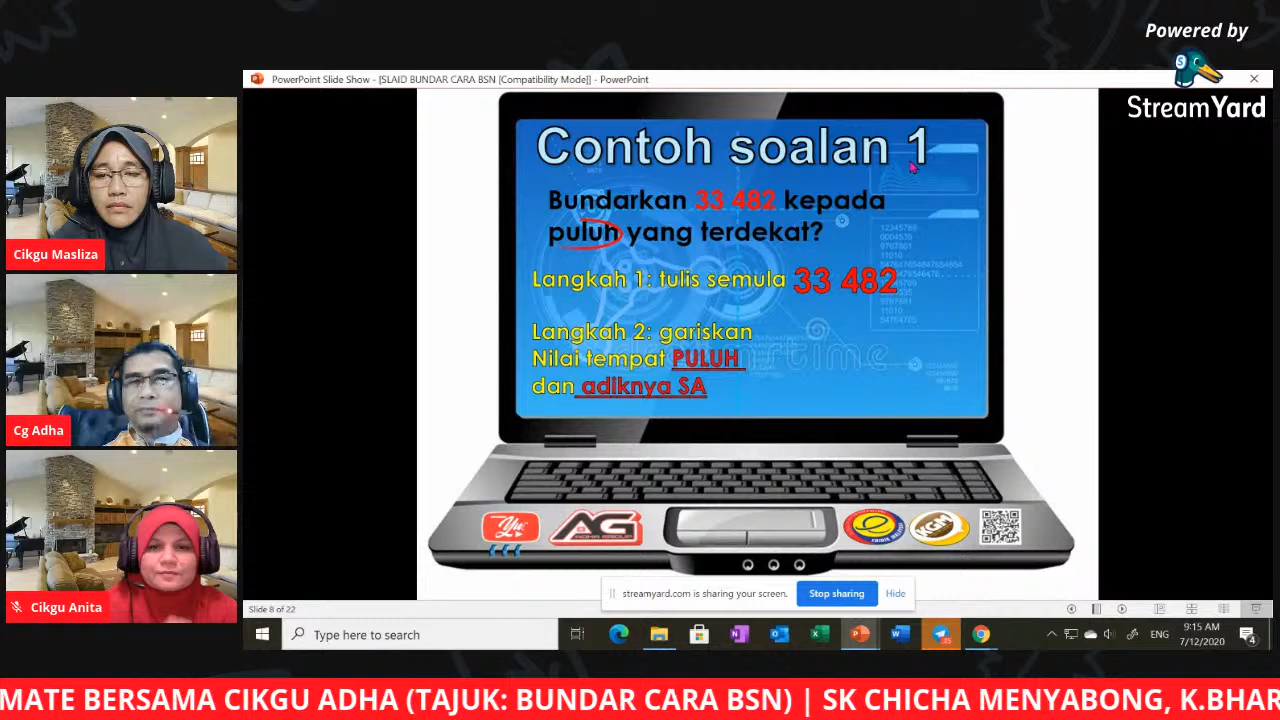 Powered by
StreamYard
PowerPoint Slide Show - [SLAID BUNDAR CARA BSN [Compatibility Mode]] - PowerPoint
Contoh soalan 1
Bundarkan 33 482 kepada
puluh yang terdekat?
Langkah 1: tulis semula 33 482
Langkah 2: gariskan
Nilai tempat PULUH
dan adiknya SA
Cikgu Masliza
Cg Adha
Cikgu Anita
AG
KGM
streamyard.com is sharing your screen.
Stop sharing
Hide
Slide 8 of 22
Type here to search
ENG
9:15 AM
7/12/2020
4
MATE BERSAMA CIKGU ADHA (TAJUK: BUNDAR CARA BSN) | SK CHICHA MENYABONG, K.BHAR